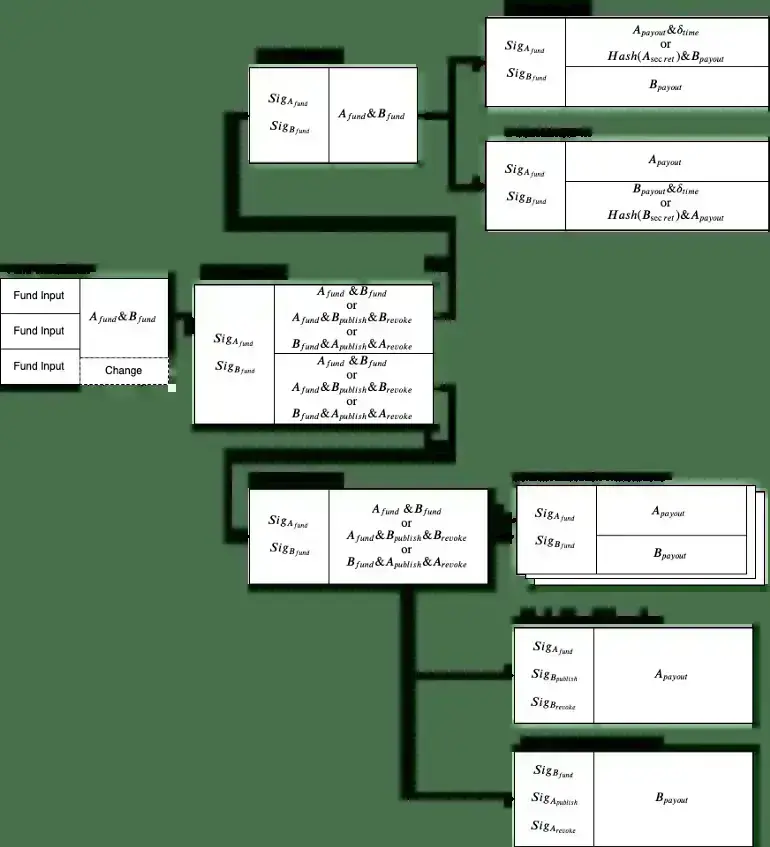 Sig_{A_{fund}}
Sig_{B_{fund}}
A_{payout}&δ_{time}
or
Hash(A_{secret})&B_{payout}
B_{payout}
Sig_{A_{fund}}
Sig_{B_{fund}}
A_{fund}&B_{fund}
Sig_{A_{fund}}
Sig_{B_{fund}}
A_{payout}
B_{payout}&δ_{time}
or
Hash(B_{secret})&A_{payout}
Fund Input
Fund Input
Fund Input
A_{fund}&B_{fund}
Change
Sig_{A_{fund}}
Sig_{B_{fund}}
A_{fund} &B_{fund}
or
A_{fund}&B_{publish}&B_{revoke}
or
B_{fund}&A_{publish}&A_{revoke}
A_{fund} &B_{fund}
or
A_{fund}&B_{publish}&B_{revoke}
or
B_{fund}&A_{publish}&A_{revoke}
Sig_{A_{fund}}
Sig_{B_{fund}}
A_{fund} &B_{fund}
or
A_{fund}&B_{publish}&B_{revoke}
or
B_{fund}&A_{publish}&A_{revoke}
Sig_{A_{fund}}
Sig_{B_{fund}}
A_{payout}
B_{payout}
Sig_{A_{fund}}
Sig_{B_{publish}}
Sig_{B_{revoke}}
A_{payout}
Sig_{B_{fund}}
Sig_{A_{publish}}
Sig_{A_{revoke}}
B_{payout}